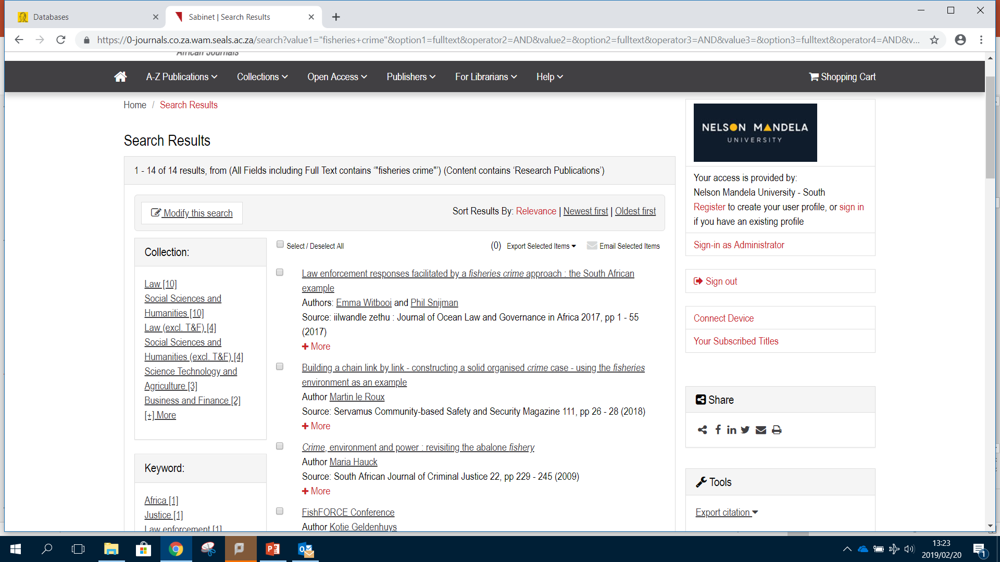 Databases
Sabinet | Search Results
https://0-journals.co.za.wam.seals.ac.za/search?value1="fisheries+crime"&option1=fulltext&operator2=AND&value2=&option2=fulltext&operator3=AND&value3=&option3=fulltext&operator4=AND&v...
African Journals
A-Z Publications
Collections
Open Access
Publishers
For Librarians
Help
Shopping Cart
Home / Search Results
Search Results
1 - 14 of 14 results, from (All Fields including Full Text contains ‘"fisheries crime"’) (Content contains ‘Research Publications’)
Modify this search
Sort Results By: Relevance | Newest first | Oldest first
Collection:
Law [10]
Social Sciences and
Humanities [10]
Law (excl. T&F) [4]
Social Sciences and
Humanities (excl. T&F) [4]
Science Technology and
Agriculture [3]
Business and Finance [2]
[+] More
Keyword:
Africa [1]
Justice [1]
Law enforcement [1]
Select / Deselect All
(0) Export Selected Items
Email Selected Items
Law enforcement responses facilitated by a fisheries crime approach : the South African
example
Authors: Emma Witbooi and Phil Snijman
Source: iilwandle zethu : Journal of Ocean Law and Governance in Africa 2017, pp 1 - 55
(2017)
+ More
Building a chain link by link - constructing a solid organised crime case - using the fisheries
environment as an example
Author Martin le Roux
Source: Servamus Community-based Safety and Security Magazine 111, pp 26 - 28 (2018)
+ More
Crime, environment and power : revisiting the abalone fishery
Author Maria Hauck
Source: South African Journal of Criminal Justice 22, pp 229 - 245 (2009)
+ More
FishFORCE Conference
Author Kotie Geldenhuys
NELSON MANDELA
UNIVERSITY
Your access is provided by:
Nelson Mandela University - South
Register to create your user profile, or sign in
if you have an existing profile
Sign-in as Administrator
Sign out
Connect Device
Your Subscribed Titles
Share
Tools
Export citation
13:23
2019/02/20
1